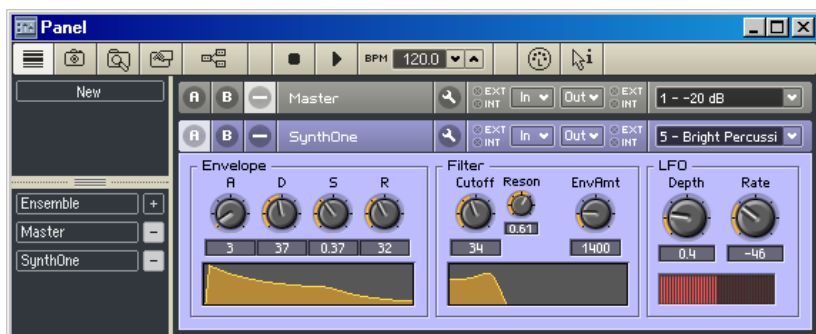 Panel
BPM 120.0
i
New
A B Master EXT INT In Out EXT INT 1 - -20 dB
A B SynthOne EXT INT In Out EXT INT 5 - Bright Percussi
Ensemble +
Master -
SynthOne -
Envelope
A D S R
3 37 0.37 32
Filter
Cutoff Reson EnvAmt
34 0.61 1400
LFO
Depth Rate
0.4 -46